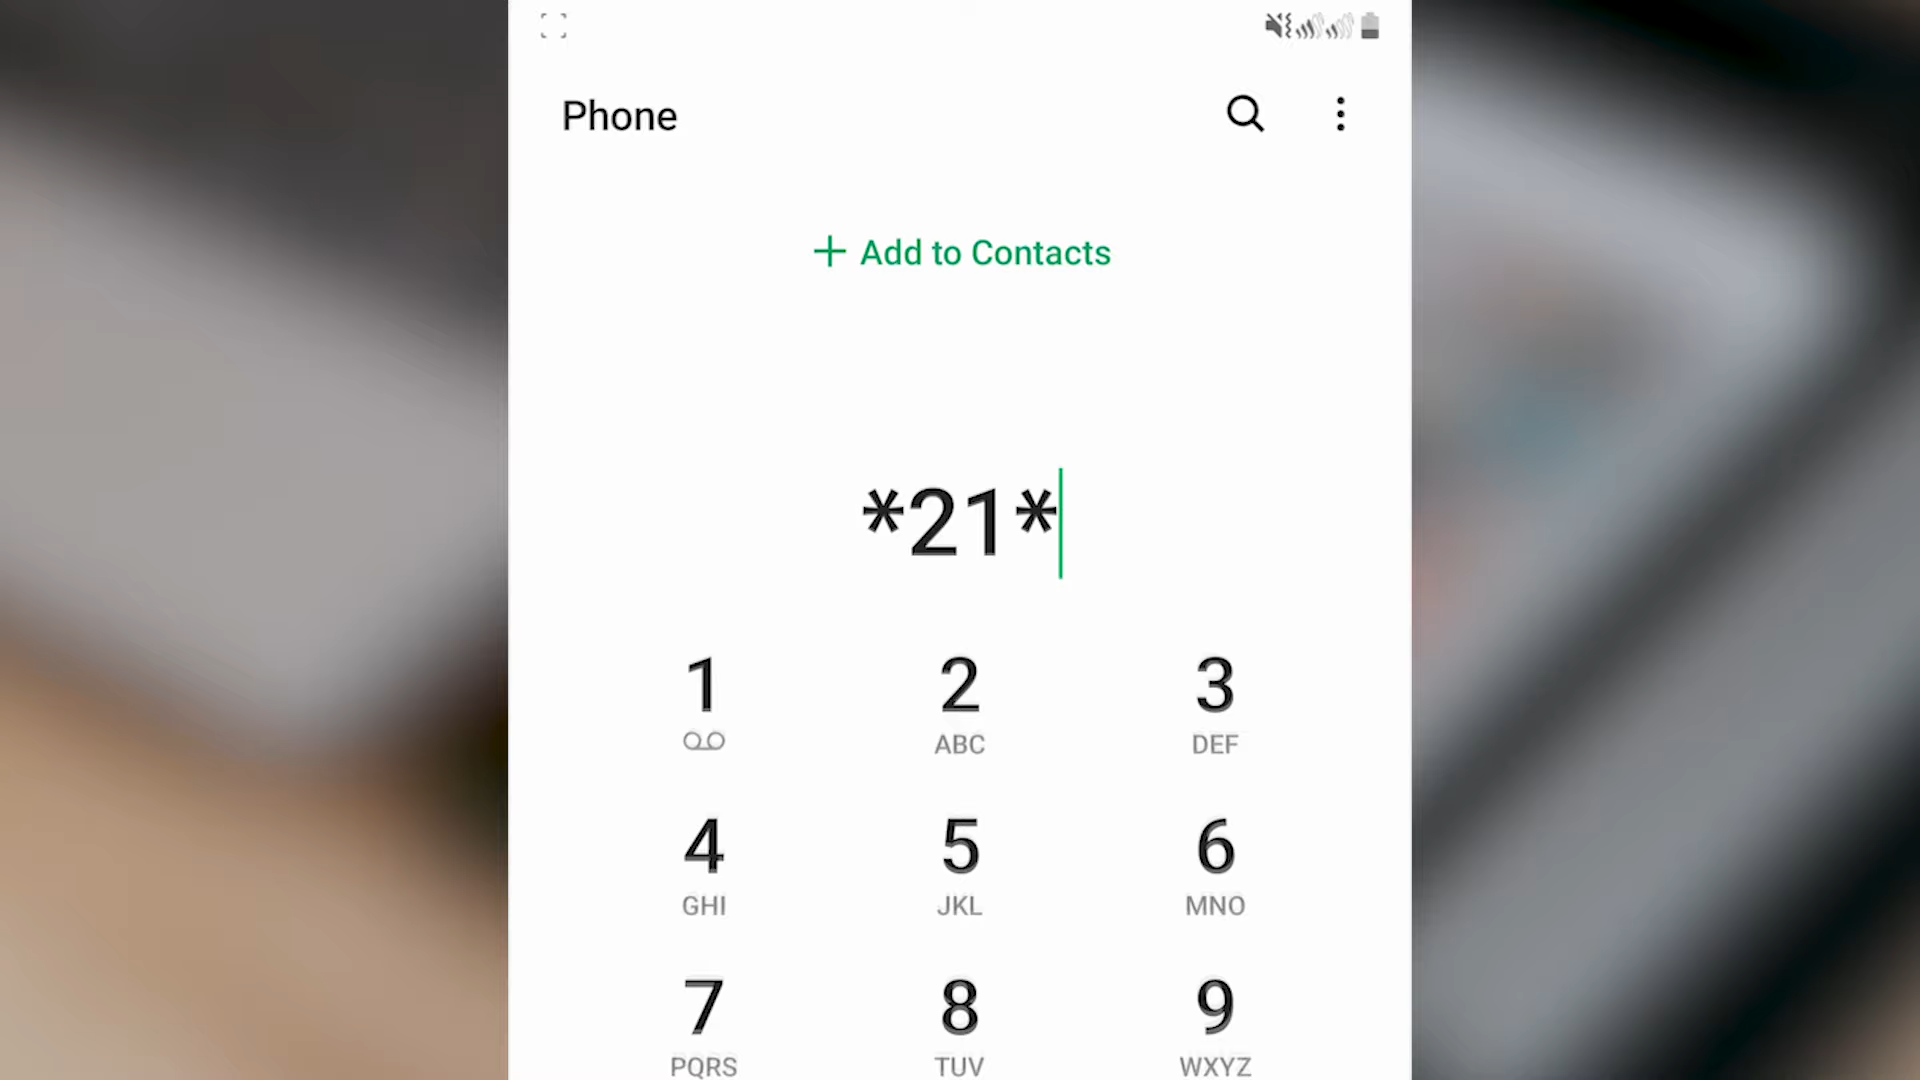 Phone
+ Add to Contacts
*21*
1 2 3
ABC DEF
4 5 6
GHI JKL MNO
7 8 9
PQRS TUV WXYZ